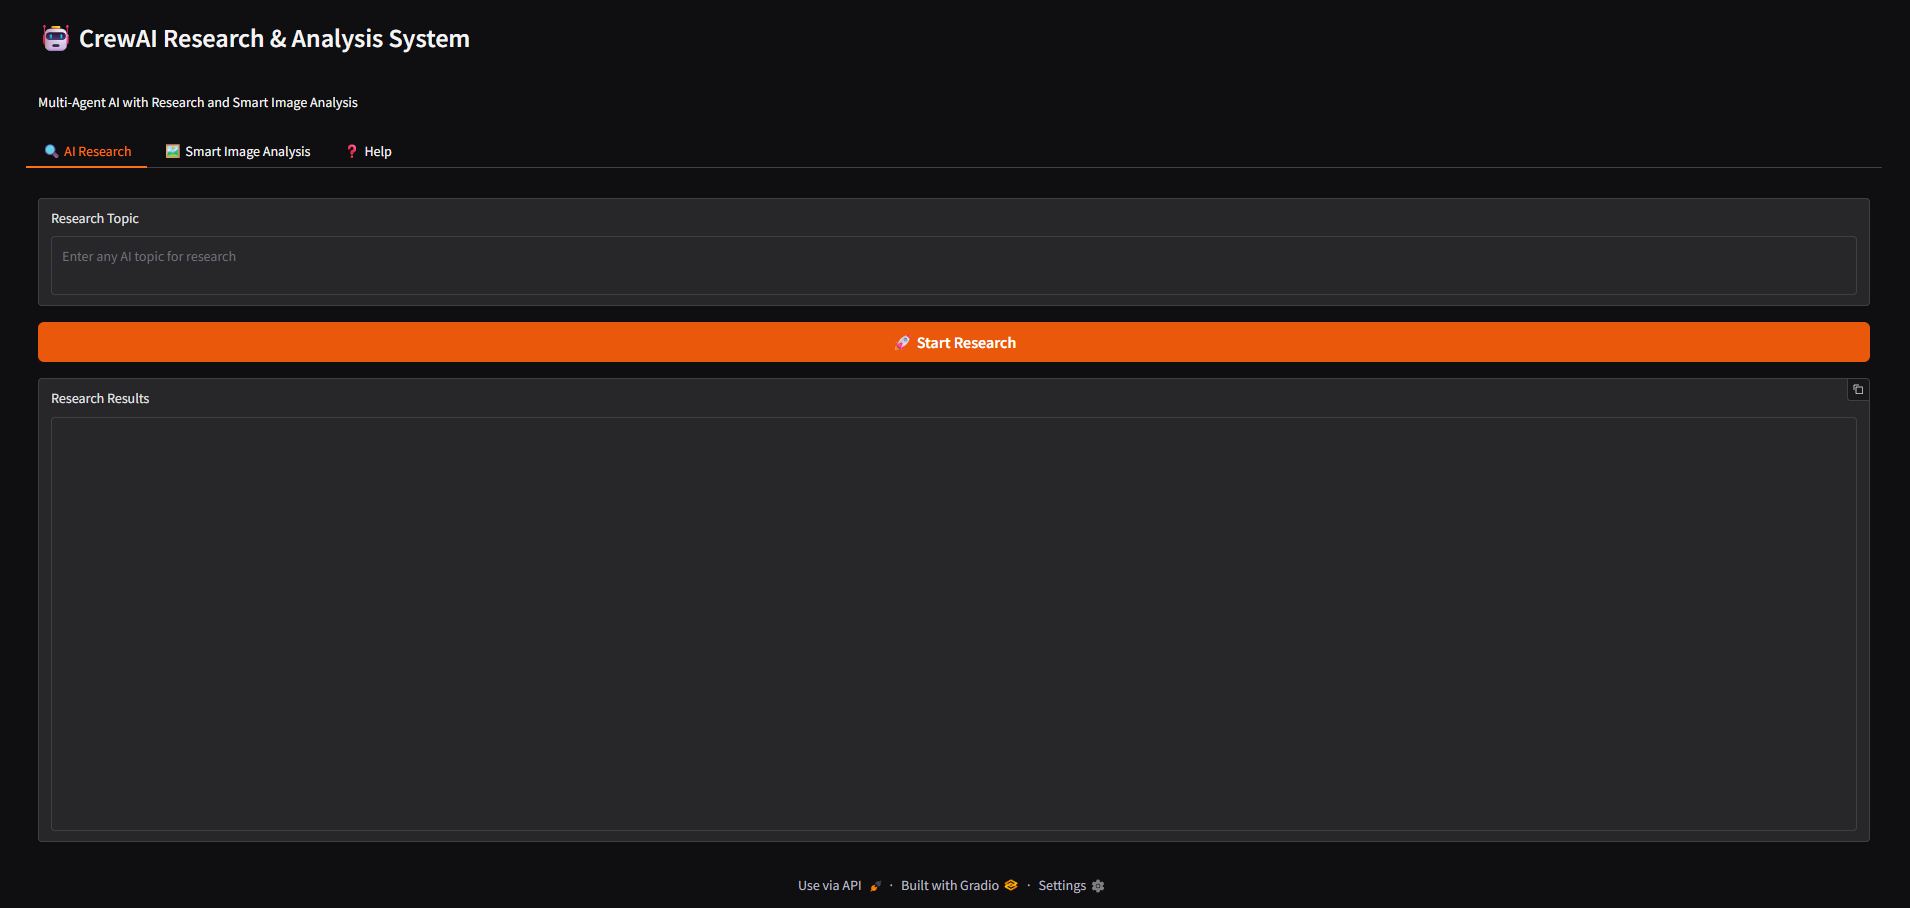 CrewAI Research & Analysis System
Multi-Agent AI with Research and Smart Image Analysis
AI Research Smart Image Analysis Help
Research Topic
Enter any AI topic for research
Start Research
Research Results
Use via API · Built with Gradio · Settings